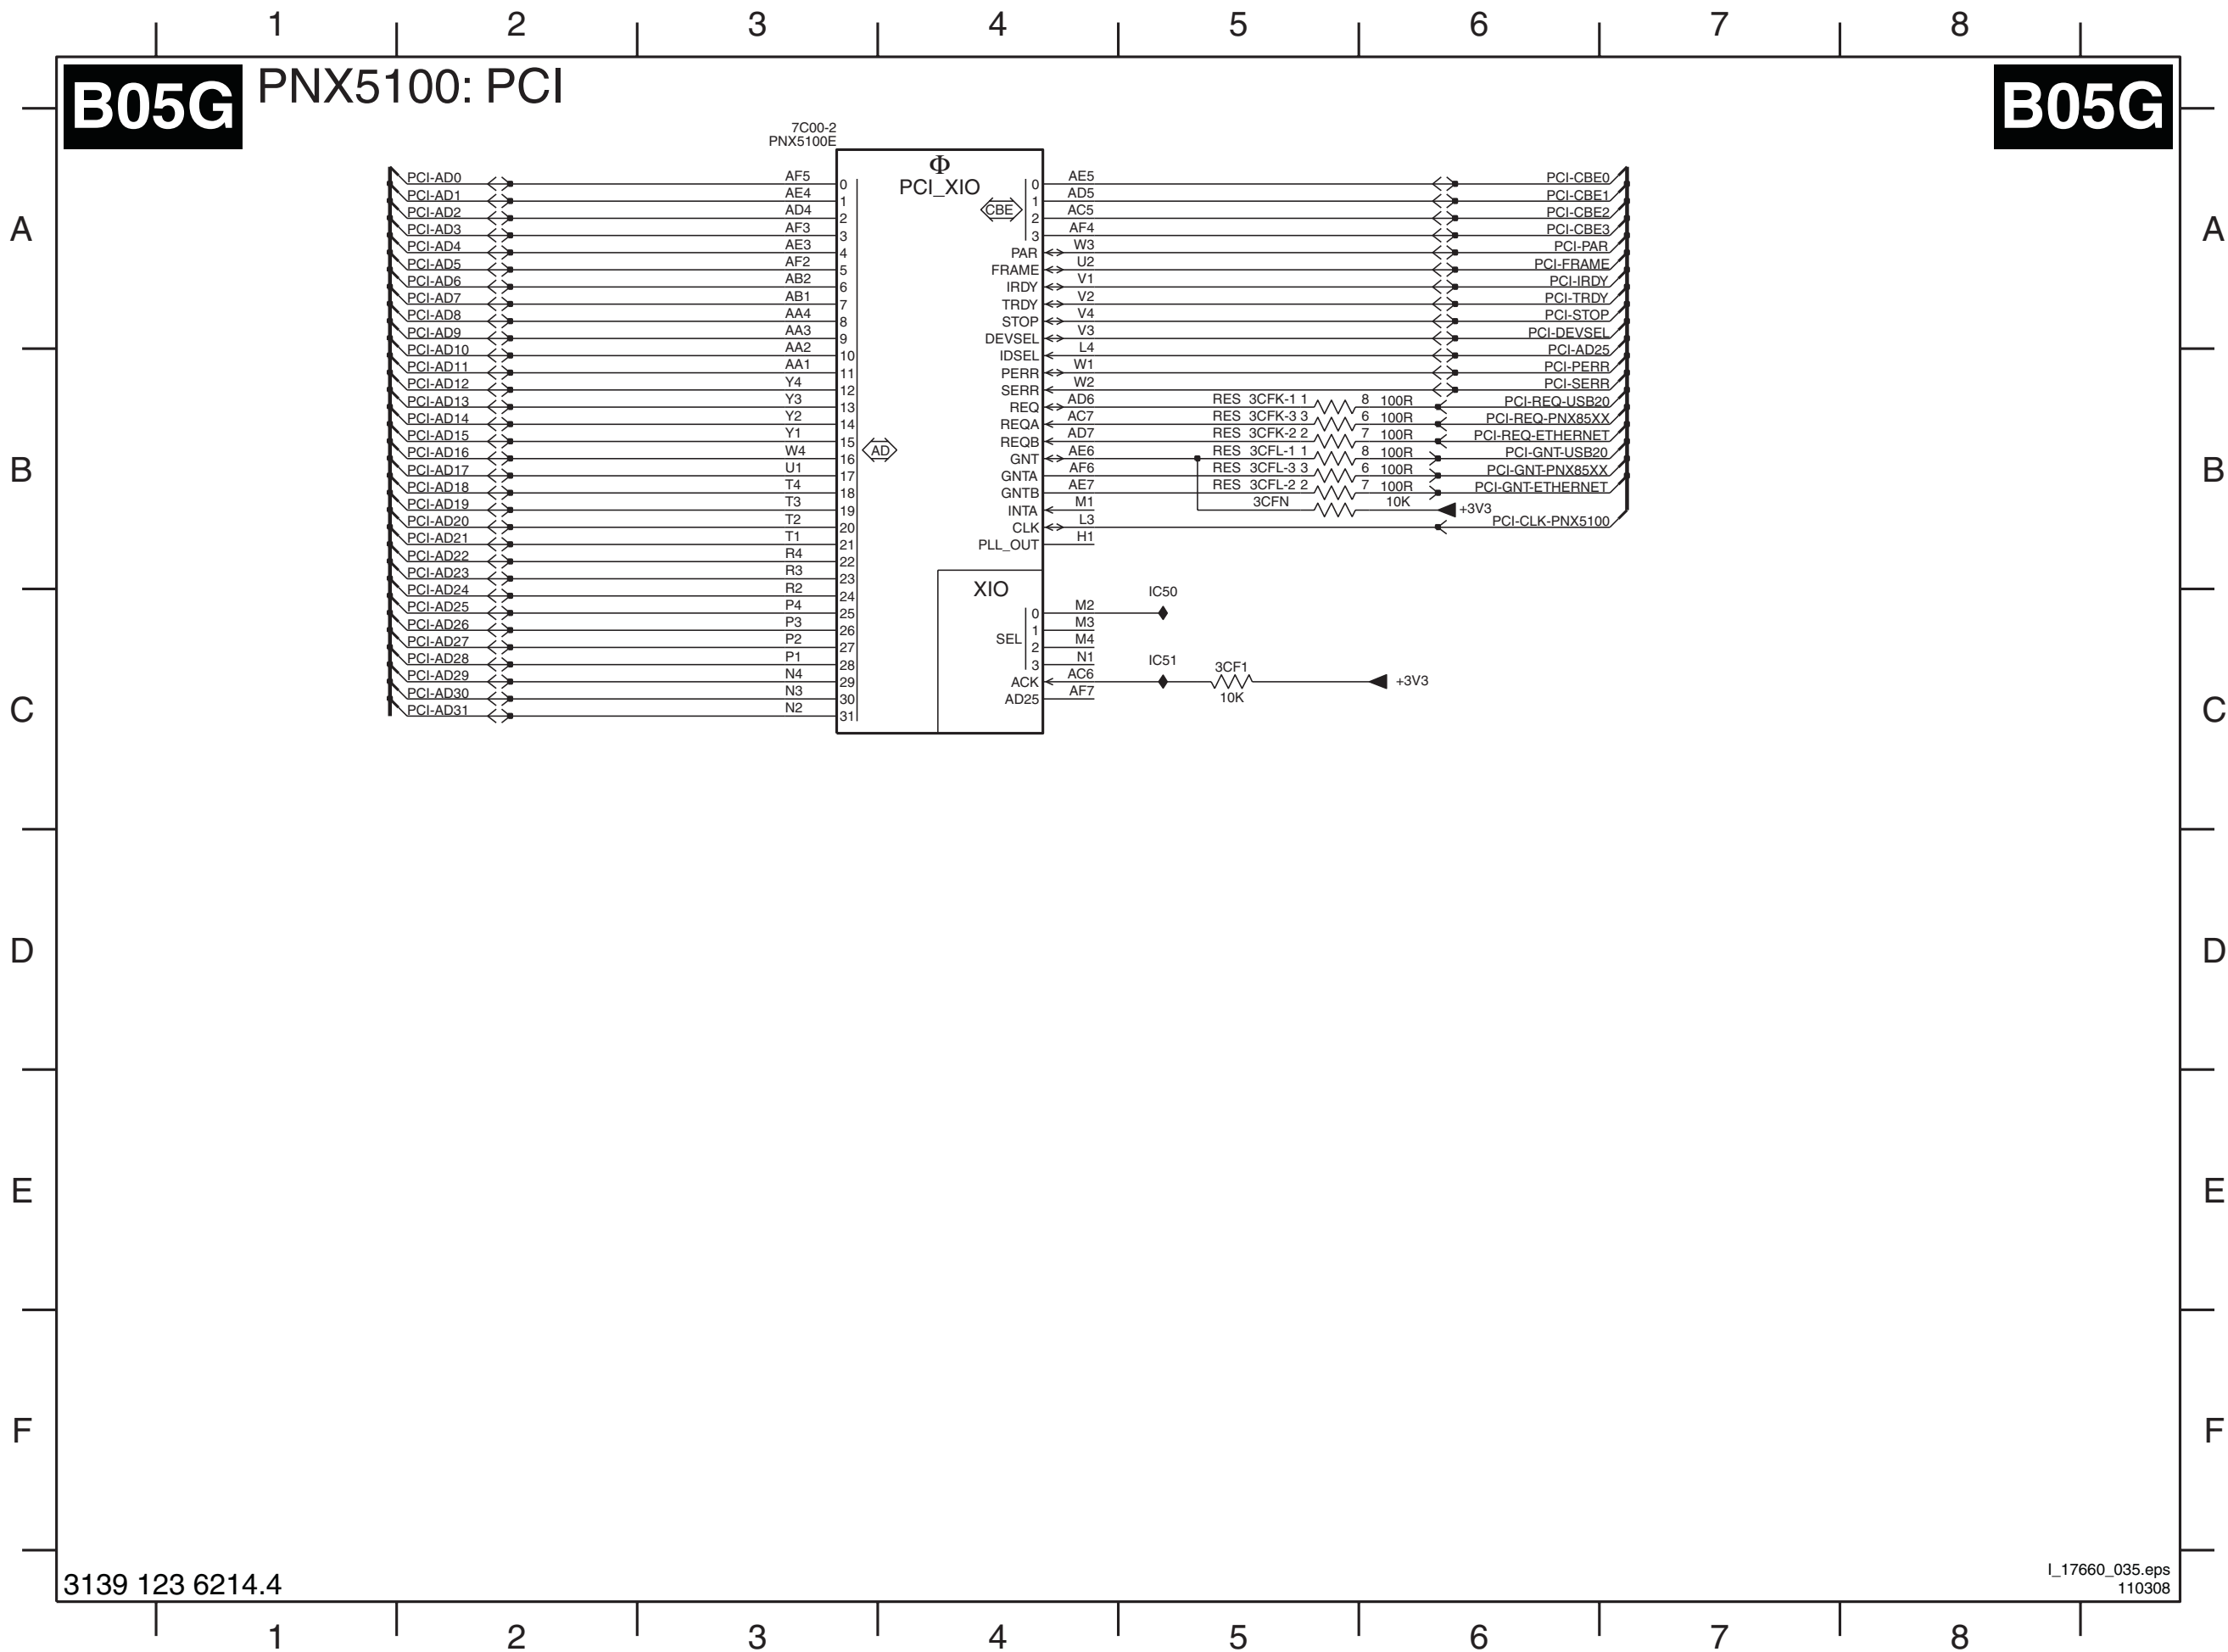 1 2 3 4 5 6 7 8
B05G PNX5100: PCI B05G
7C00-2
PNX5100E
Φ
PCI_XIO
PCI-AD0 AF5 0 0 AE5 PCI-CBE0
PCI-AD1 AE4 1 1 AD5 PCI-CBE1
PCI-AD2 AD4 2 CBE 2 AC5 PCI-CBE2
A PCI-AD3 AF3 3 3 AF4 PCI-CBE3 A
PCI-AD4 AE3 4 PAR W3 PCI-PAR
PCI-AD5 AF2 5 FRAME U2 PCI-FRAME
PCI-AD6 AB2 6 IRDY V1 PCI-IRDY
PCI-AD7 AB1 7 TRDY V2 PCI-TRDY
PCI-AD8 AA4 8 STOP V4 PCI-STOP
PCI-AD9 AA3 9 DEVSEL V3 PCI-DEVSEL
PCI-AD10 AA2 10 IDSEL L4 PCI-AD25
PCI-AD11 AA1 11 PERR W1 PCI-PERR
PCI-AD12 Y4 12 SERR W2 PCI-SERR
PCI-AD13 Y3 13 REQ AD6 RES 3CFK-1 1 8 100R PCI-REQ-USB20
PCI-AD14 Y2 14 REQA AC7 RES 3CFK-3 3 6 100R PCI-REQ-PNX85XX
PCI-AD15 Y1 15 AD REQB AD7 RES 3CFK-2 2 7 100R PCI-REQ-ETHERNET
B PCI-AD16 W4 16 GNT AE6 RES 3CFL-1 1 8 100R PCI-GNT-USB20 B
PCI-AD17 U1 17 GNTA AF6 RES 3CFL-3 3 6 100R PCI-GNT-PNX85XX
PCI-AD18 T4 18 GNTB AE7 RES 3CFL-2 2 7 100R PCI-GNT-ETHERNET
PCI-AD19 T3 19 INTA M1 3CFN 10K +3V3
PCI-AD20 T2 20 CLK L3 PCI-CLK-PNX5100
PCI-AD21 T1 21 PLL_OUT H1
PCI-AD22 R4 22
PCI-AD23 R3 23
PCI-AD24 R2 24 XIO IC50
PCI-AD25 P4 25 0 M2
PCI-AD26 P3 26 1 M3
PCI-AD27 P2 27 SEL 2 M4
PCI-AD28 P1 28 3 N1 IC51 3CF1
PCI-AD29 N4 29 ACK AC6 10K +3V3
PCI-AD30 N3 30 AD25 AF7
C PCI-AD31 N2 31 C
D D
E E
F F
3139 123 6214.4
I_17660_035.eps
110308
1 2 3 4 5 6 7 8